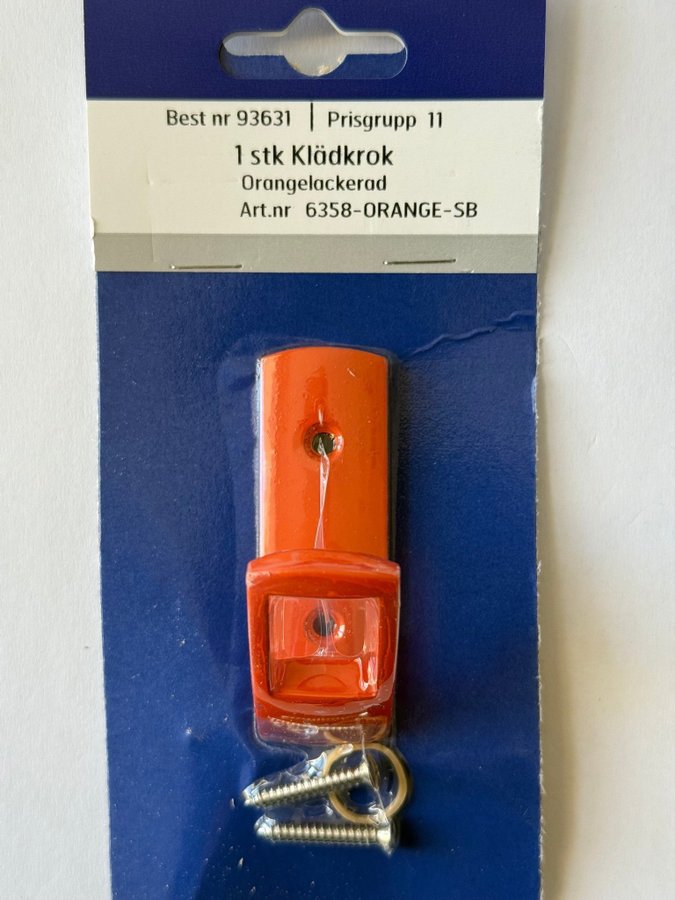 Best nr 93631 | Prisgrupp 11
1 stk Klädkrok
Orangelackerad
Art.nr 6358-ORANGE-SB